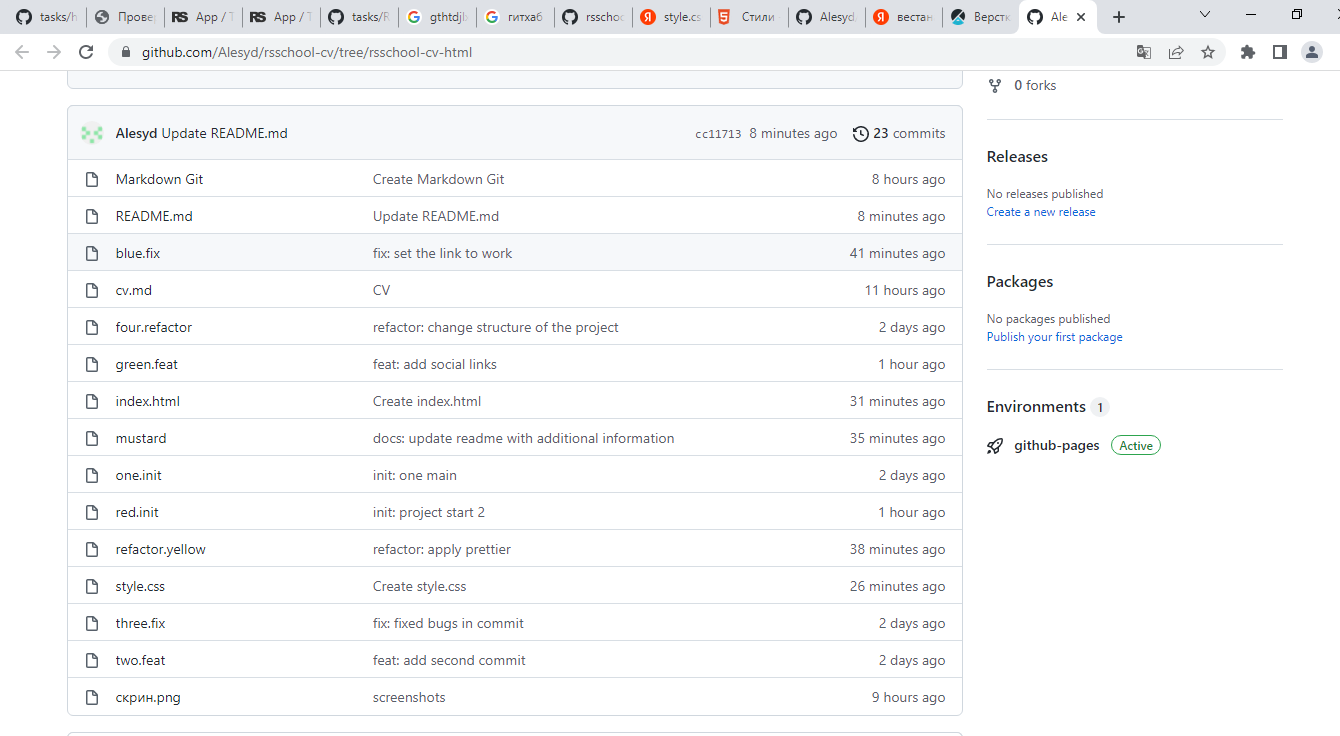 tasks/h
Прове
App / T
App / T
tasks/R
gthtdjb
гитхаб
rsschoo
style.cs
Стили
Alesyd
вестан
Верстк
Ale
github.com/Alesyd/rsschool-cv/tree/rsschool-cv-html
0 forks
Alesyd Update README.md cc11713 8 minutes ago 23 commits
Markdown Git Create Markdown Git 8 hours ago
README.md Update README.md 8 minutes ago
blue.fix fix: set the link to work 41 minutes ago
cv.md CV 11 hours ago
four.refactor refactor: change structure of the project 2 days ago
green.feat feat: add social links 1 hour ago
index.html Create index.html 31 minutes ago
mustard docs: update readme with additional information 35 minutes ago
one.init init: one main 2 days ago
red.init init: project start 2 1 hour ago
refactor.yellow refactor: apply prettier 38 minutes ago
style.css Create style.css 26 minutes ago
three.fix fix: fixed bugs in commit 2 days ago
two.feat feat: add second commit 2 days ago
скрин.png screenshots 9 hours ago
Releases
No releases published
Create a new release
Packages
No packages published
Publish your first package
Environments 1
github-pages Active